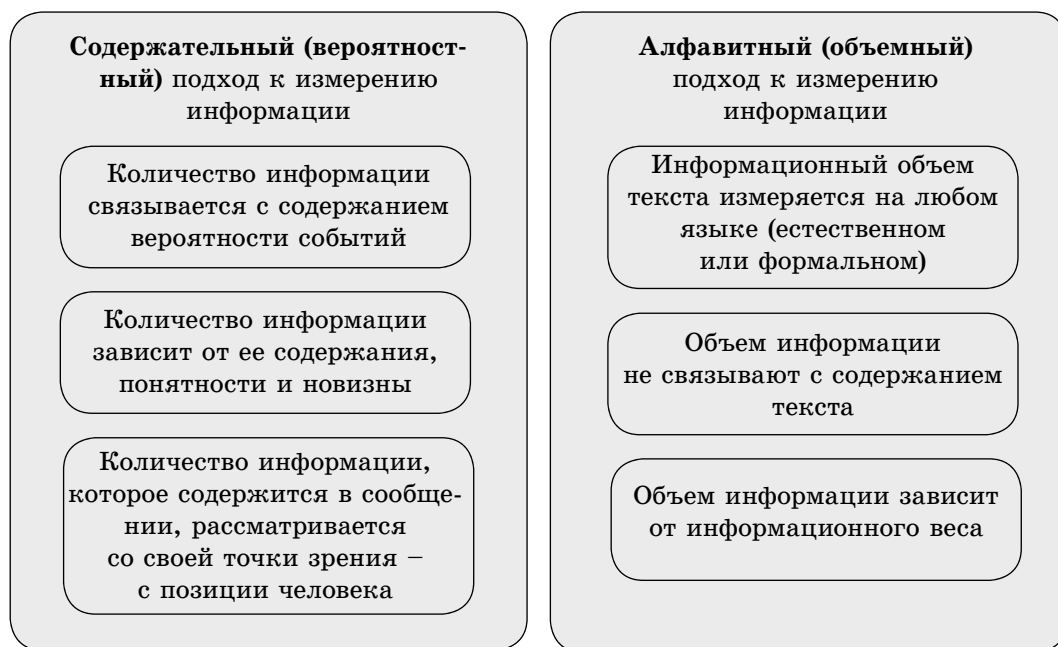 Содержательный (вероятност-
ный) подход к измерению
информации
Количество информации
связывается с содержанием
вероятности событий
Количество информации
зависит от ее содержания,
понятности и новизны
Количество информации,
которое содержится в сообще-
нии, рассматривается
со своей точки зрения –
с позиции человека
Алфавитный (объемный)
подход к измерению
информации
Информационный объем
текста измеряется на любом
языке (естественном
или формальном)
Объем информации
не связывают с содержанием
текста
Объем информации зависит
от информационного веса